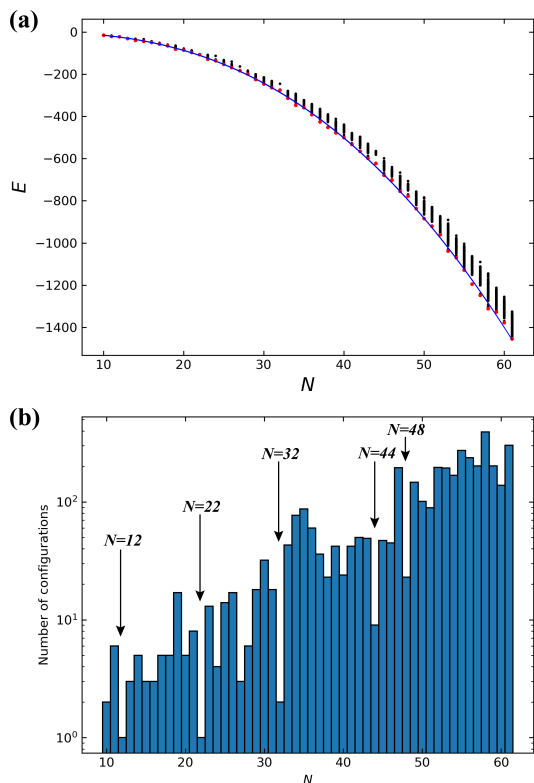 (a)
0
−200
−400
−600
−800
−1000
−1200
−1400
E
10 20 30 40 50 60
N
(b)
N=48
N=32 N=44
N=22
N=12
10²
10¹
10⁰
Number of configurations
10 20 30 40 50 60
N